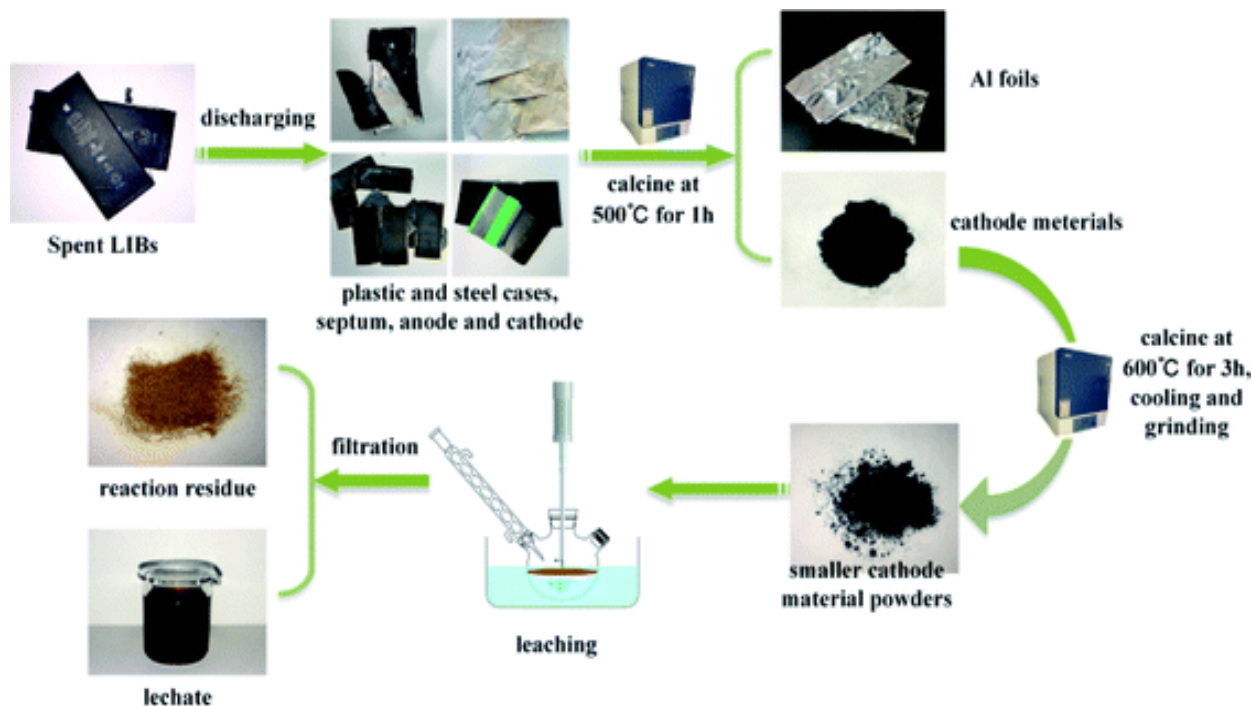 Spent LIBs
discharging
plastic and steel cases,
septum, anode and cathode
calcine at
500℃ for 1h
Al foils
cathode meterials
calcine at
600℃ for 3h,
cooling and
grinding
smaller cathode
material powders
leaching
filtration
reaction residue
lechate